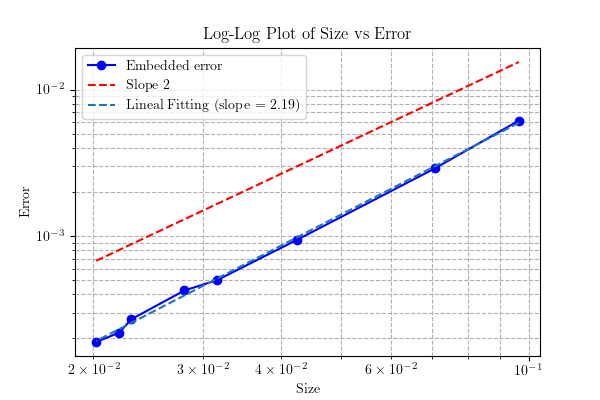 Log-Log Plot of Size vs Error
Embedded error
Slope 2
Lineal Fitting (slope = 2.19)
Error
10⁻²
10⁻³
2 × 10⁻² 3 × 10⁻² 4 × 10⁻² 6 × 10⁻² 10⁻¹
Size